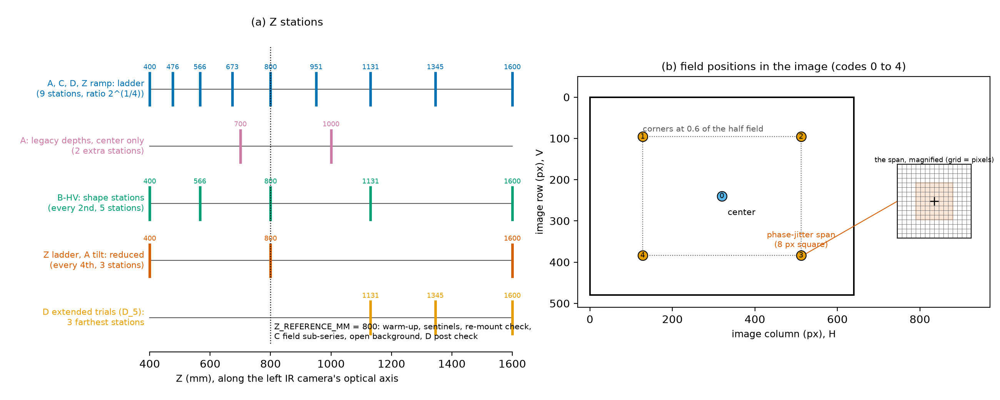 (a) Z stations
400 476 566 673 800 951 1131 1345 1600
A, C, D, Z ramp: ladder
(9 stations, ratio 2^(1/4))
700 1000
A: legacy depths, center only
(2 extra stations)
400 566 800 1131 1600
B-HV: shape stations
(every 2nd, 5 stations)
400 800 1600
Z ladder, A tilt: reduced
(every 4th, 3 stations)
1131 1345 1600
D extended trials (D_5):
3 farthest stations
Z_REFERENCE_MM = 800: warm-up, sentinels, re-mount check,
C field sub-series, open background, D post check
400 600 800 1000 1200 1400 1600
Z (mm), along the left IR camera's optical axis
(b) field positions in the image (codes 0 to 4)
0
100
200
300
400
500
image row (px), V
corners at 0.6 of the half field
1 2
0
center
phase-jitter span
(8 px square)
4 3
the span, magnified (grid = pixels)
0 200 400 600 800
image column (px), H